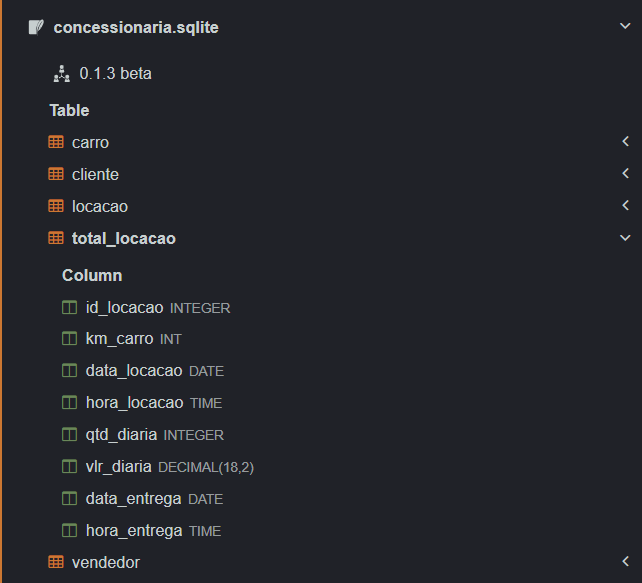 concessionaria.sqlite
0.1.3 beta
Table
carro
cliente
locacao
total_locacao
Column
id_locacao INTEGER
km_carro INT
data_locacao DATE
hora_locacao TIME
qtd_diaria INTEGER
vlr_diaria DECIMAL(18,2)
data_entrega DATE
hora_entrega TIME
vendedor